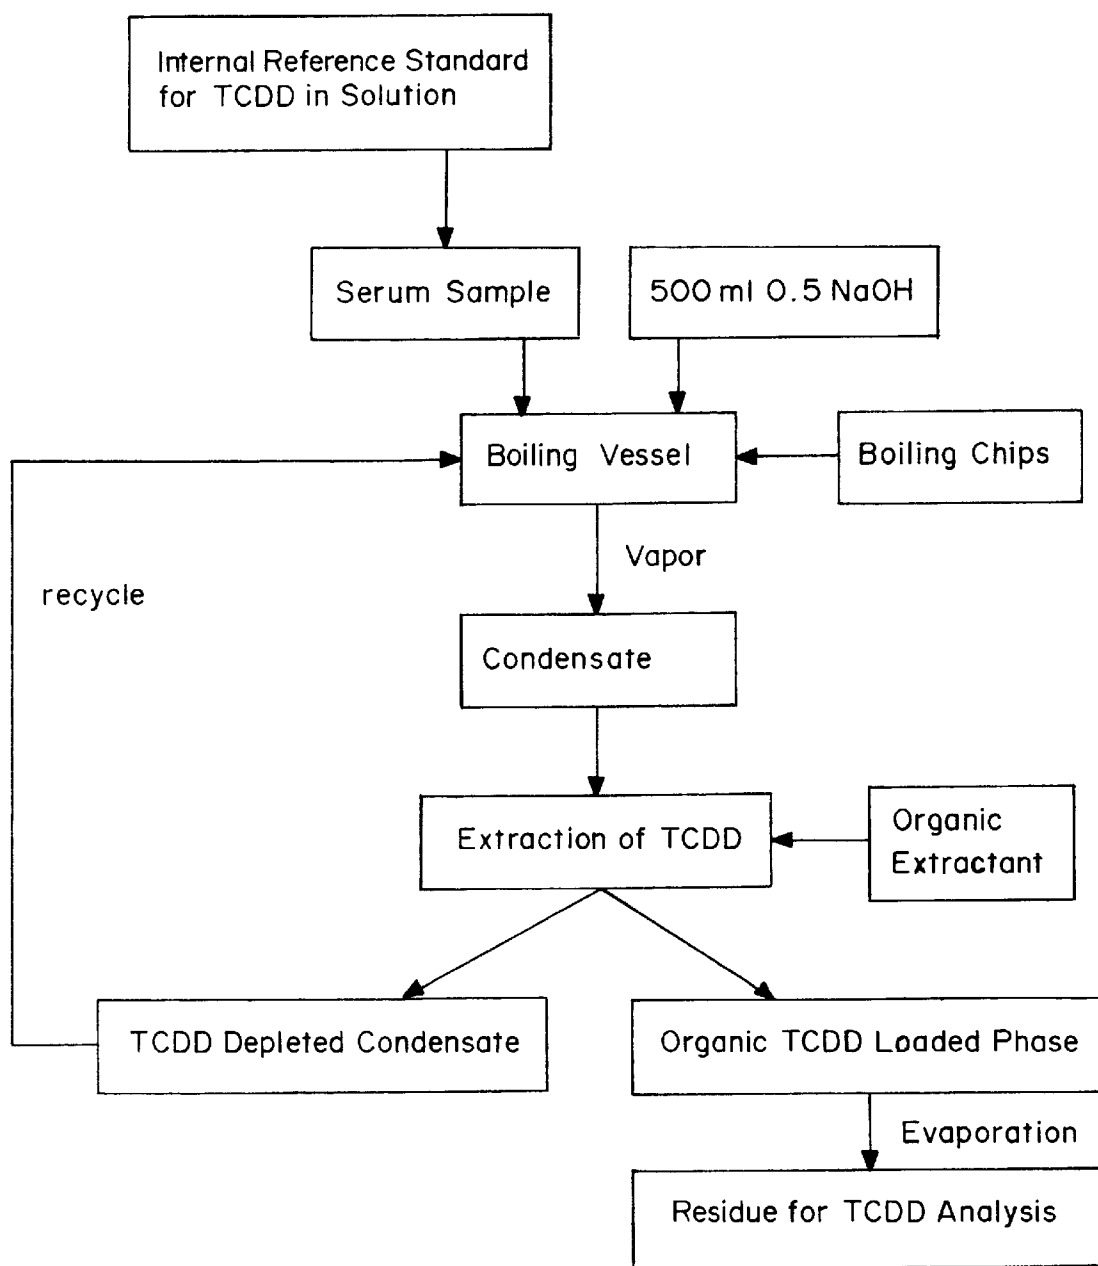 Internal Reference Standard
for TCDD in Solution
Serum Sample
500 ml 0.5 NaOH
Boiling Vessel
Boiling Chips
Vapor
recycle
Condensate
Extraction of TCDD
Organic
Extractant
TCDD Depleted Condensate
Organic TCDD Loaded Phase
Evaporation
Residue for TCDD Analysis